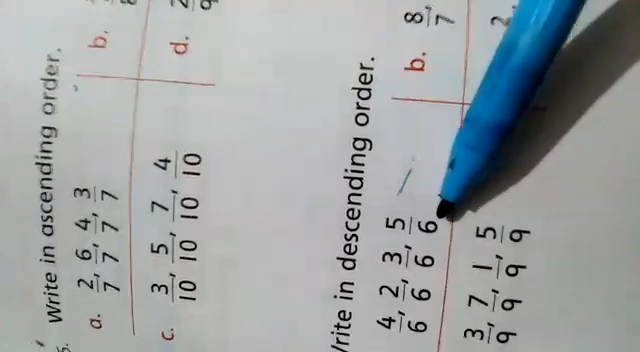 5. Write in ascending order.
a. 2/7, 6/7, 4/7, 3/7
b.
c. 3/10, 5/10, 7/10, 4/10
d.
Write in descending order.
4/6, 2/6, 3/6, 5/6
b. 8/7,
3/9, 7/9, 1/9, 5/9